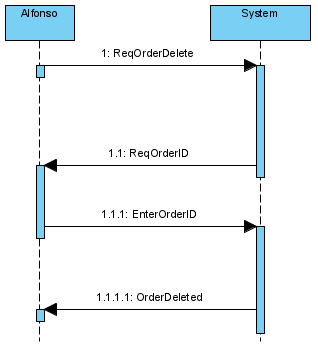 Alfonso
System
1: ReqOrderDelete
1.1: ReqOrderID
1.1.1: EnterOrderID
1.1.1.1: OrderDeleted